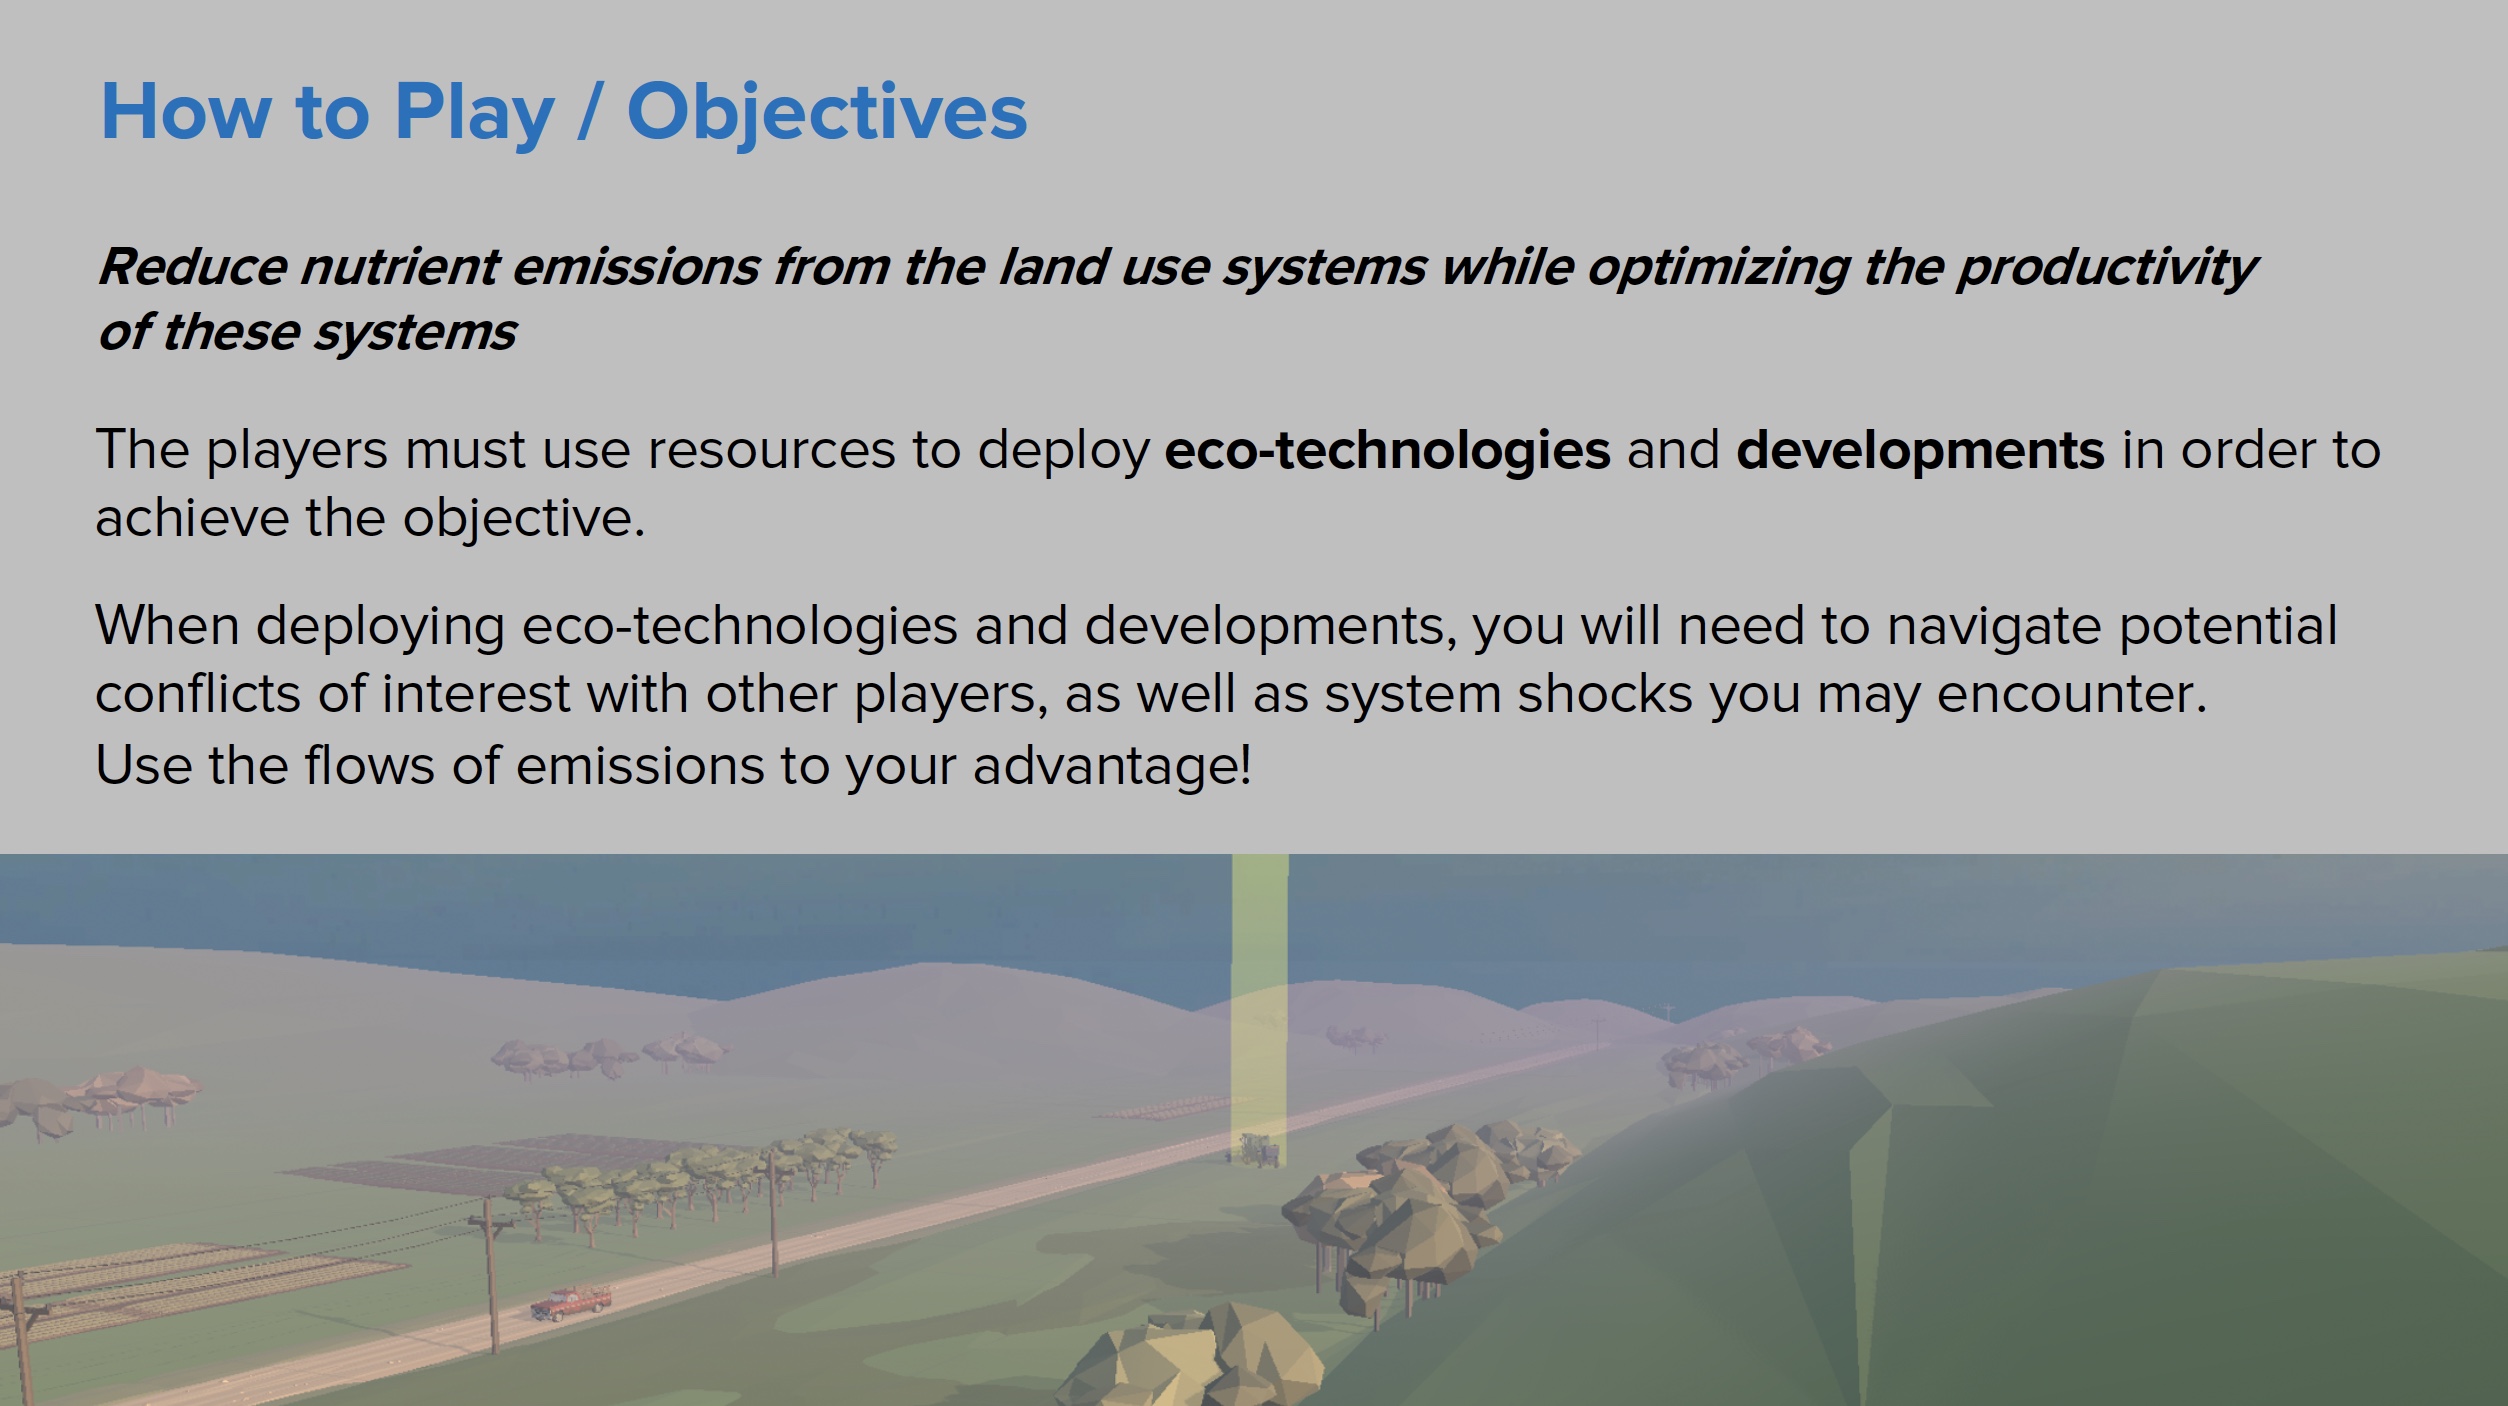 How to Play / Objectives
Reduce nutrient emissions from the land use systems while optimizing the productivity
of these systems
The players must use resources to deploy eco-technologies and developments in order to
achieve the objective.
When deploying eco-technologies and developments, you will need to navigate potential
conflicts of interest with other players, as well as system shocks you may encounter.
Use the flows of emissions to your advantage!